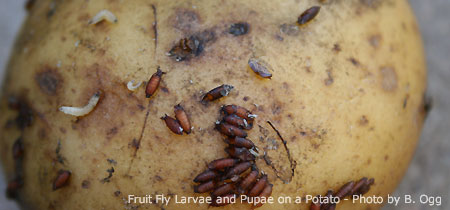 Fruit Fly Larvae and Pupae on a Potato - Photo by B. Ogg